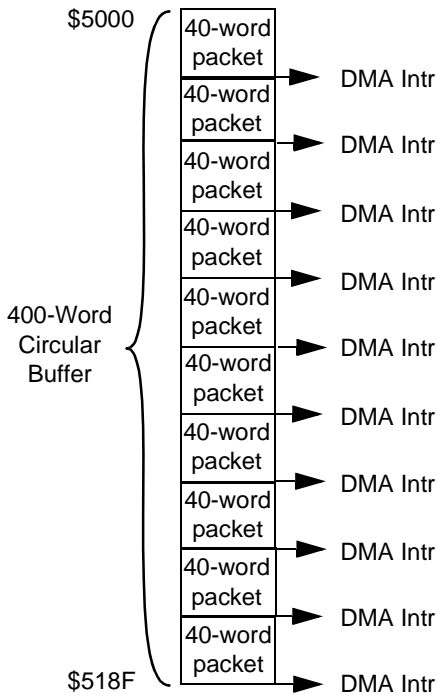 $5000
40-word
packet
DMA Intr
40-word
packet
DMA Intr
40-word
packet
DMA Intr
40-word
packet
DMA Intr
400-Word
Circular
Buffer
40-word
packet
DMA Intr
40-word
packet
DMA Intr
40-word
packet
DMA Intr
40-word
packet
DMA Intr
40-word
packet
DMA Intr
40-word
packet
$518F
DMA Intr